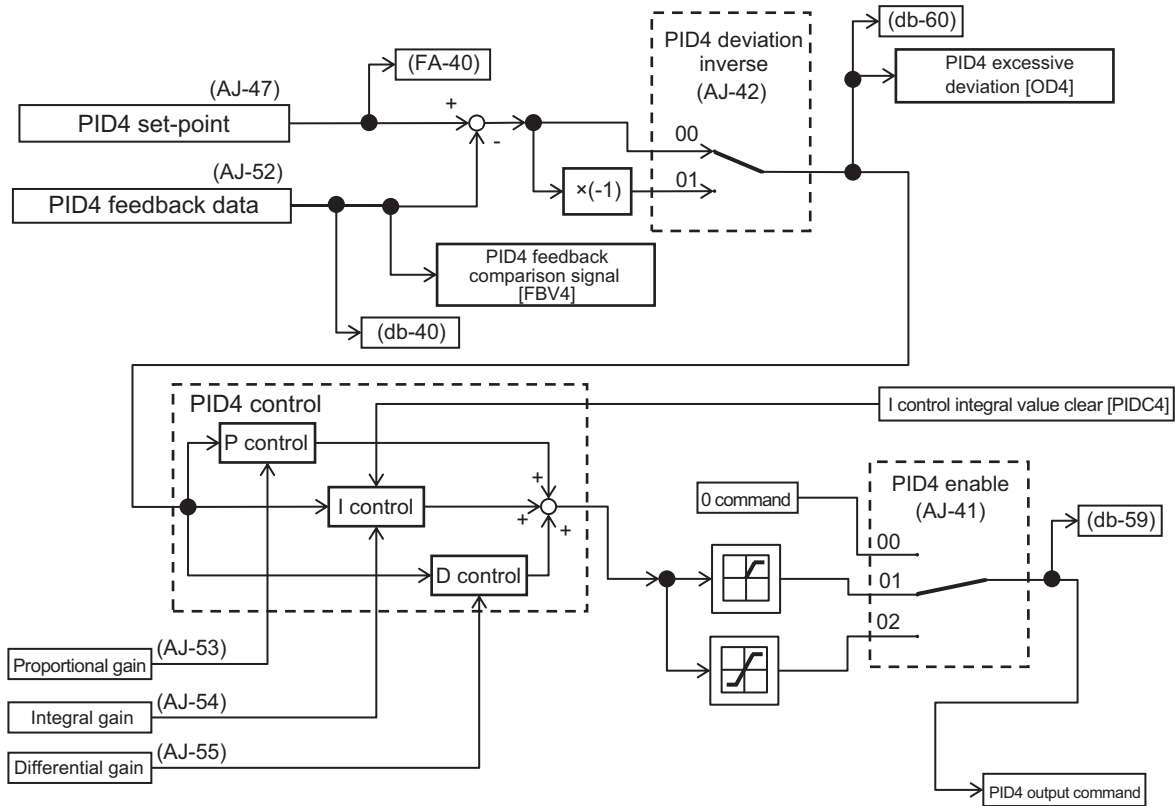 (db-60)
PID4 deviation
inverse
(AJ-42)
(FA-40)
PID4 excessive
deviation [OD4]
(AJ-47)
PID4 set-point
+
-
00
(AJ-52)
PID4 feedback data
×(-1)
01
PID4 feedback
comparison signal
[FBV4]
(db-40)
PID4 control
I control integral value clear [PIDC4]
P control
+
I control
+
+
D control
0 command
PID4 enable
(AJ-41)
(db-59)
00
01
02
Proportional gain
(AJ-53)
Integral gain
(AJ-54)
Differential gain
(AJ-55)
PID4 output command